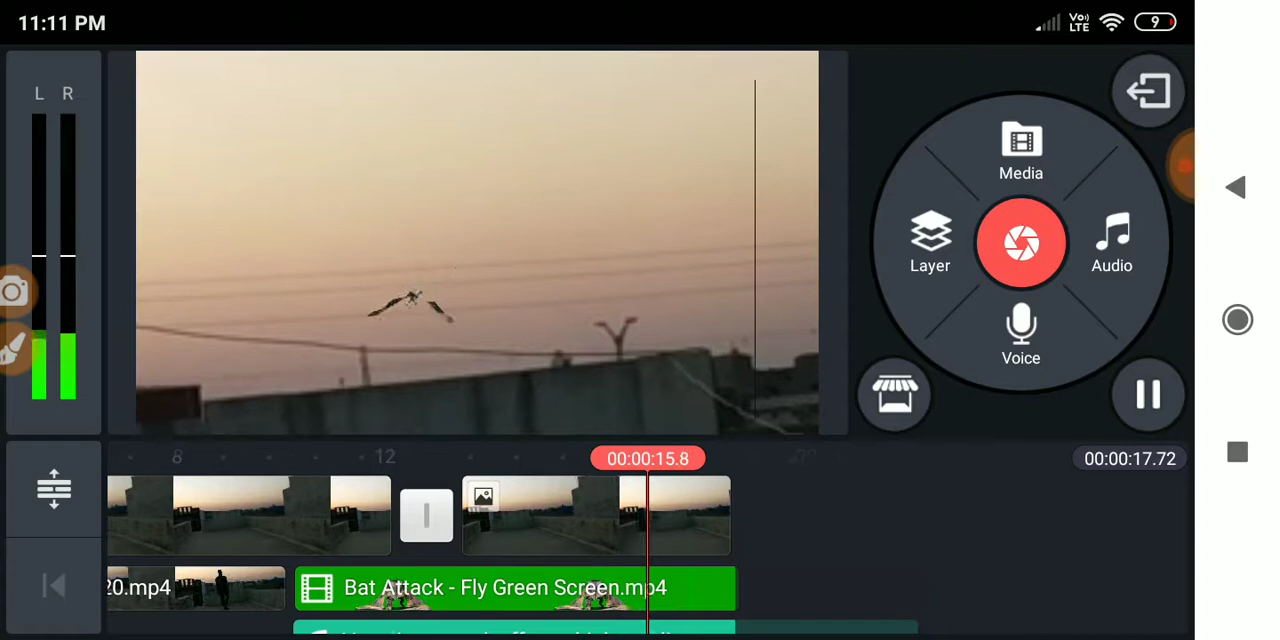 11:11 PM
Vo) LTE
9
L R
Media
Layer
Audio
Voice
8
12
00:00:15.8
00:00:17.72
20.mp4
Bat Attack - Fly Green Screen.mp4